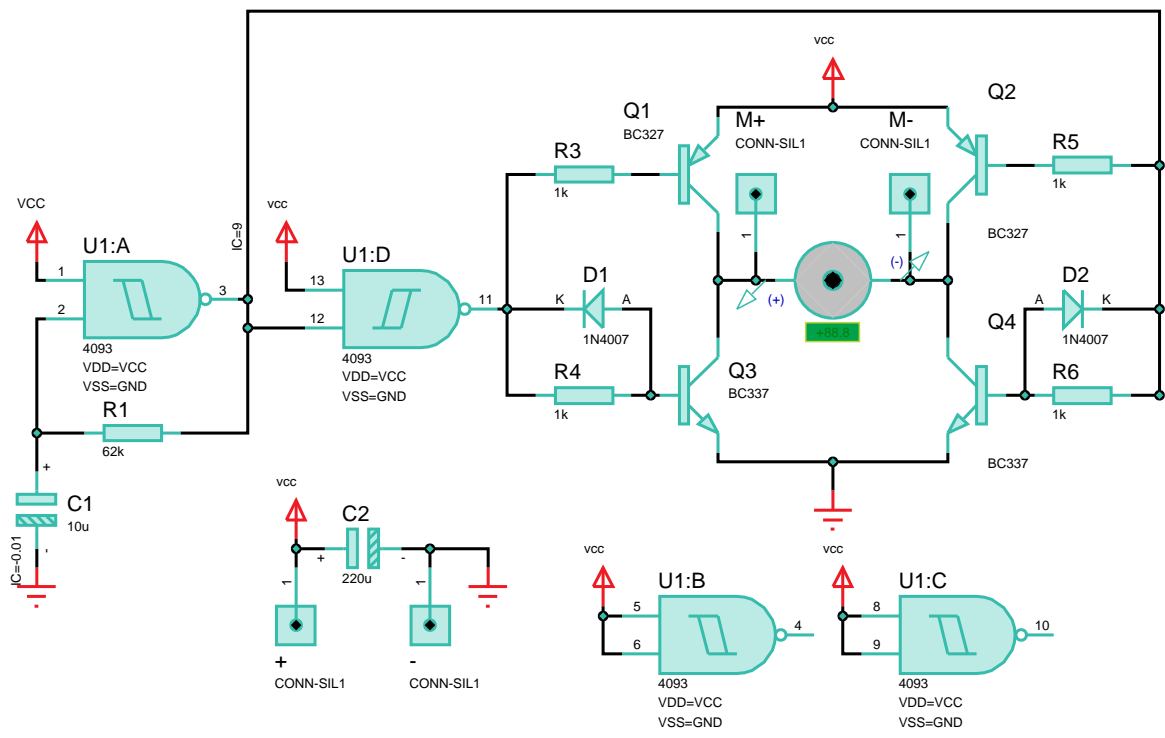 VCC
U1:A
1
2
3
4093
VDD=VCC
VSS=GND
IC=9
R1
62k
+
C1
10u
-
IC=-0.01
vcc
U1:D
13
12
11
4093
VDD=VCC
VSS=GND
R3
1k
K
D1
A
1N4007
R4
1k
Q1
BC327
vcc
M+
CONN-SIL1
1
M-
CONN-SIL1
1
(+)
(-)
+88.8
Q3
BC337
Q2
BC327
R5
1k
Q4
A
D2
K
1N4007
R6
1k
BC337
vcc
C2
+
-
220u
1
1
+
CONN-SIL1
-
CONN-SIL1
vcc
U1:B
5
6
4
4093
VDD=VCC
VSS=GND
vcc
U1:C
8
9
10
4093
VDD=VCC
VSS=GND